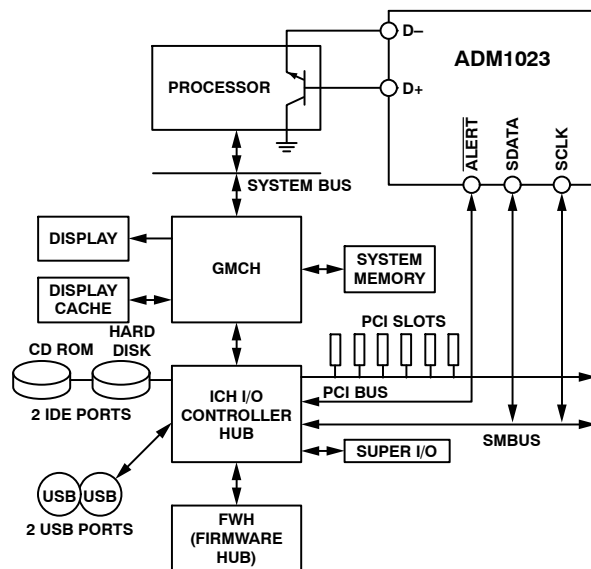 D–
ADM1023
PROCESSOR
D+
ALERT
SDATA
SCLK
SYSTEM BUS
DISPLAY
GMCH
SYSTEM
MEMORY
DISPLAY
CACHE
HARD
DISK
CD ROM
PCI SLOTS
2 IDE PORTS
ICH I/O
CONTROLLER
HUB
PCI BUS
SMBUS
SUPER I/O
USB
USB
2 USB PORTS
FWH
(FIRMWARE
HUB)